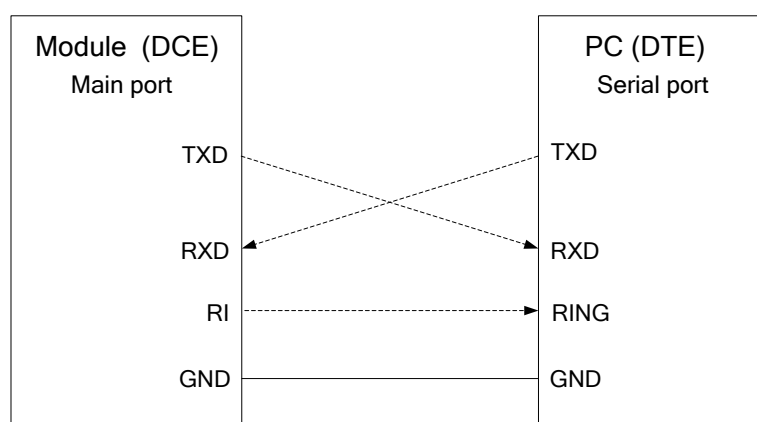 Module (DCE)
Main port
PC (DTE)
Serial port
TXD
TXD
RXD
RXD
RI
RING
GND
GND